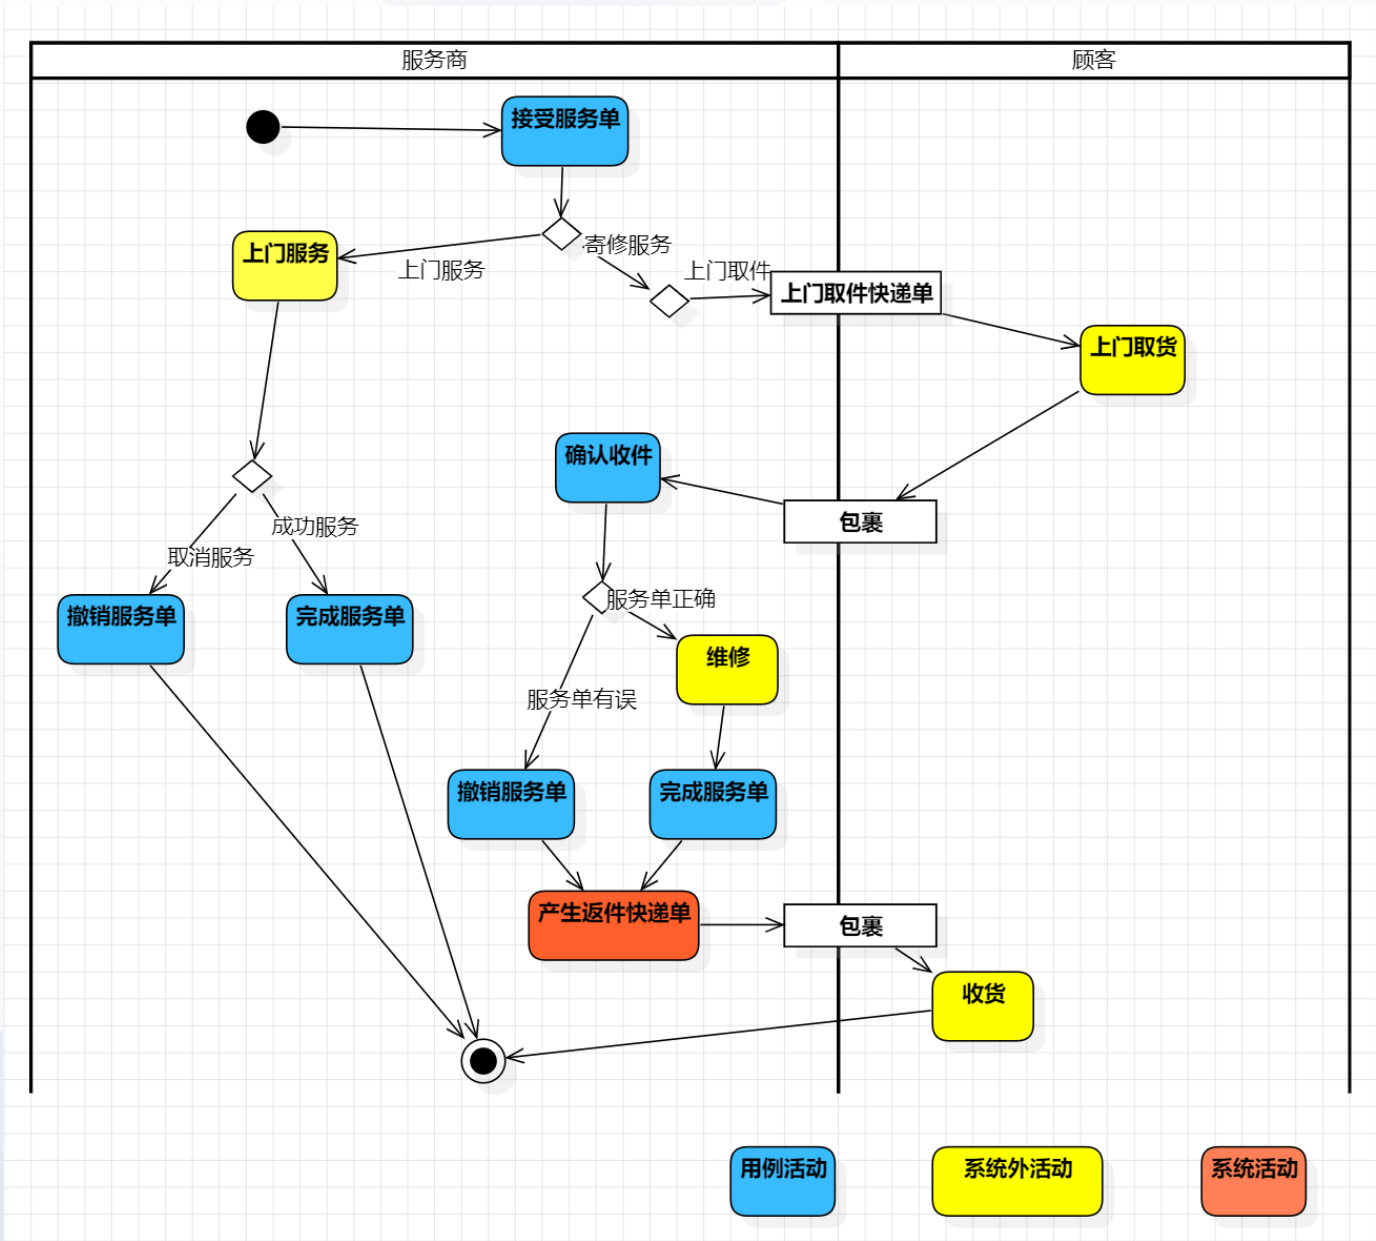 服务商
顾客
接受服务单
上门服务
上门服务
寄修服务
上门取件
上门取件快递单
上门取货
确认收件
包裹
成功服务
取消服务
撤销服务单
完成服务单
服务单正确
维修
服务单有误
撤销服务单
完成服务单
产生返件快递单
包裹
收货
用例活动
系统外活动
系统活动